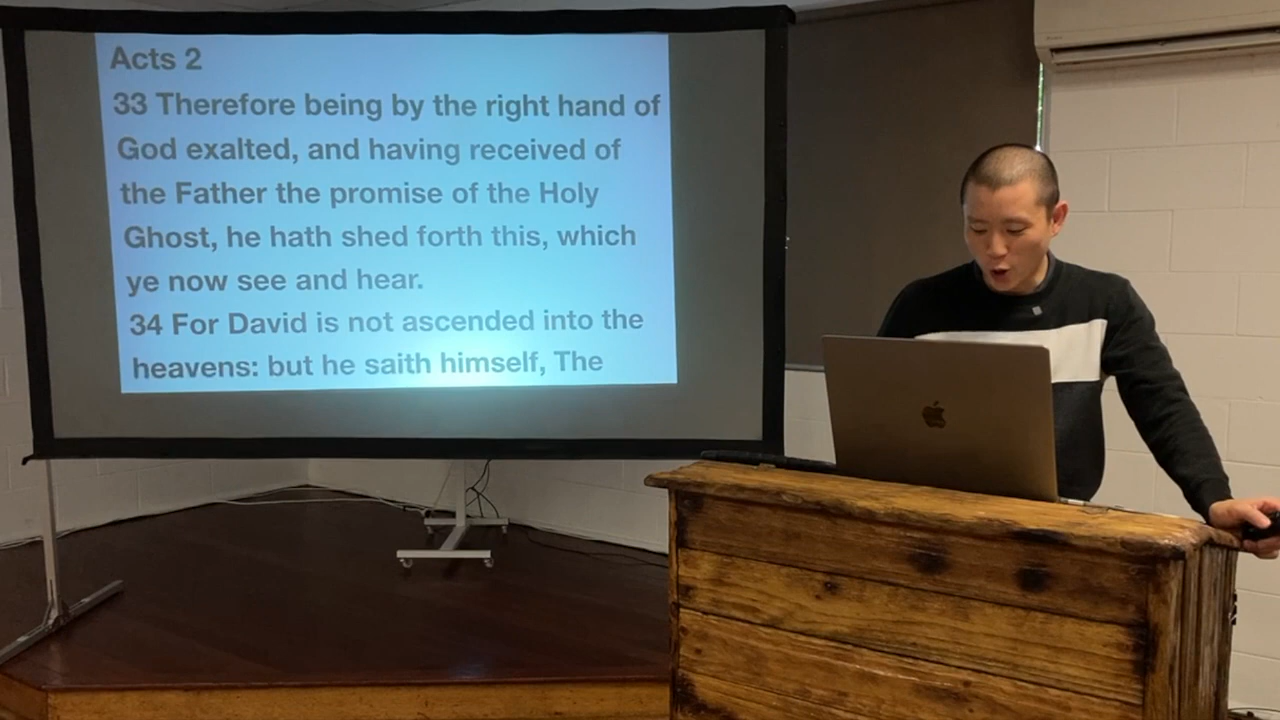 Acts 2
33 Therefore being by the right hand of
God exalted, and having received of
the Father the promise of the Holy
Ghost, he hath shed forth this, which
ye now see and hear.
34 For David is not ascended into the
heavens: but he saith himself, The